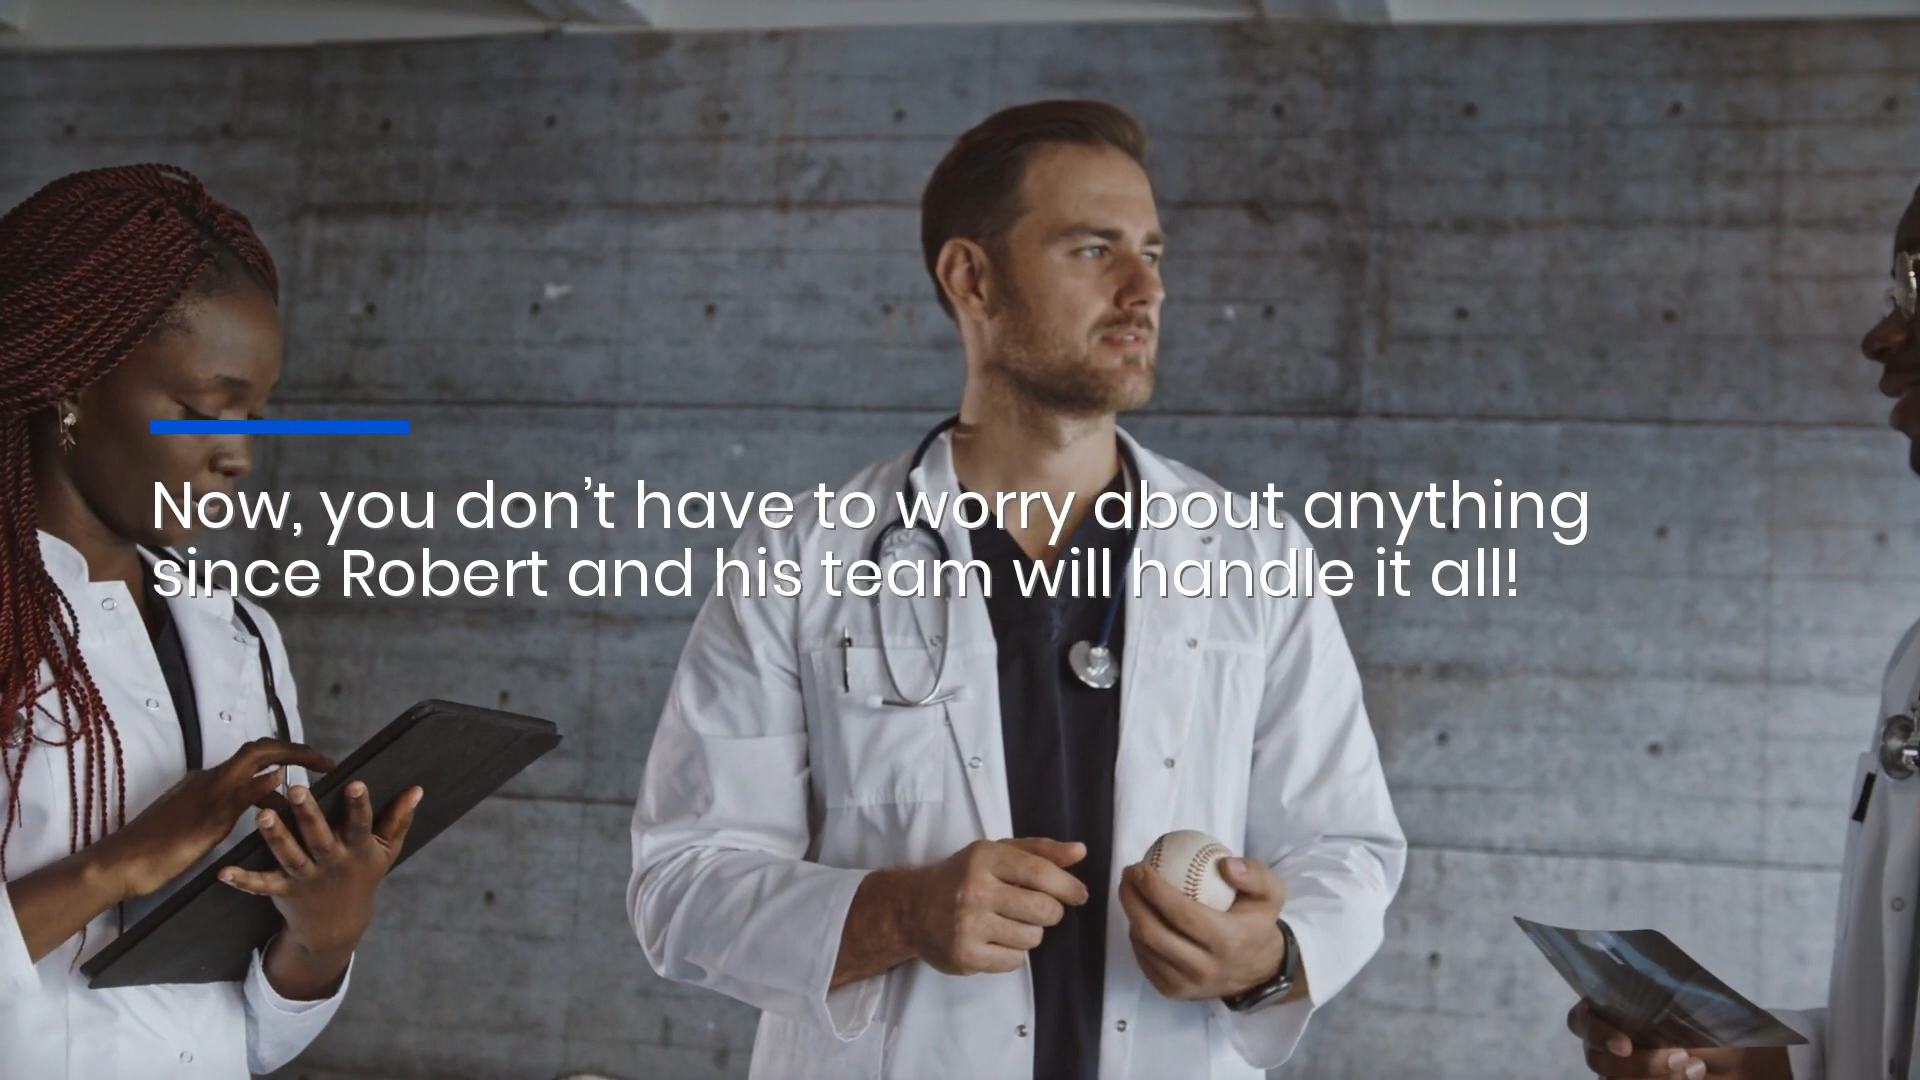 Now, you don’t have to worry about anything
since Robert and his team will handle it all!